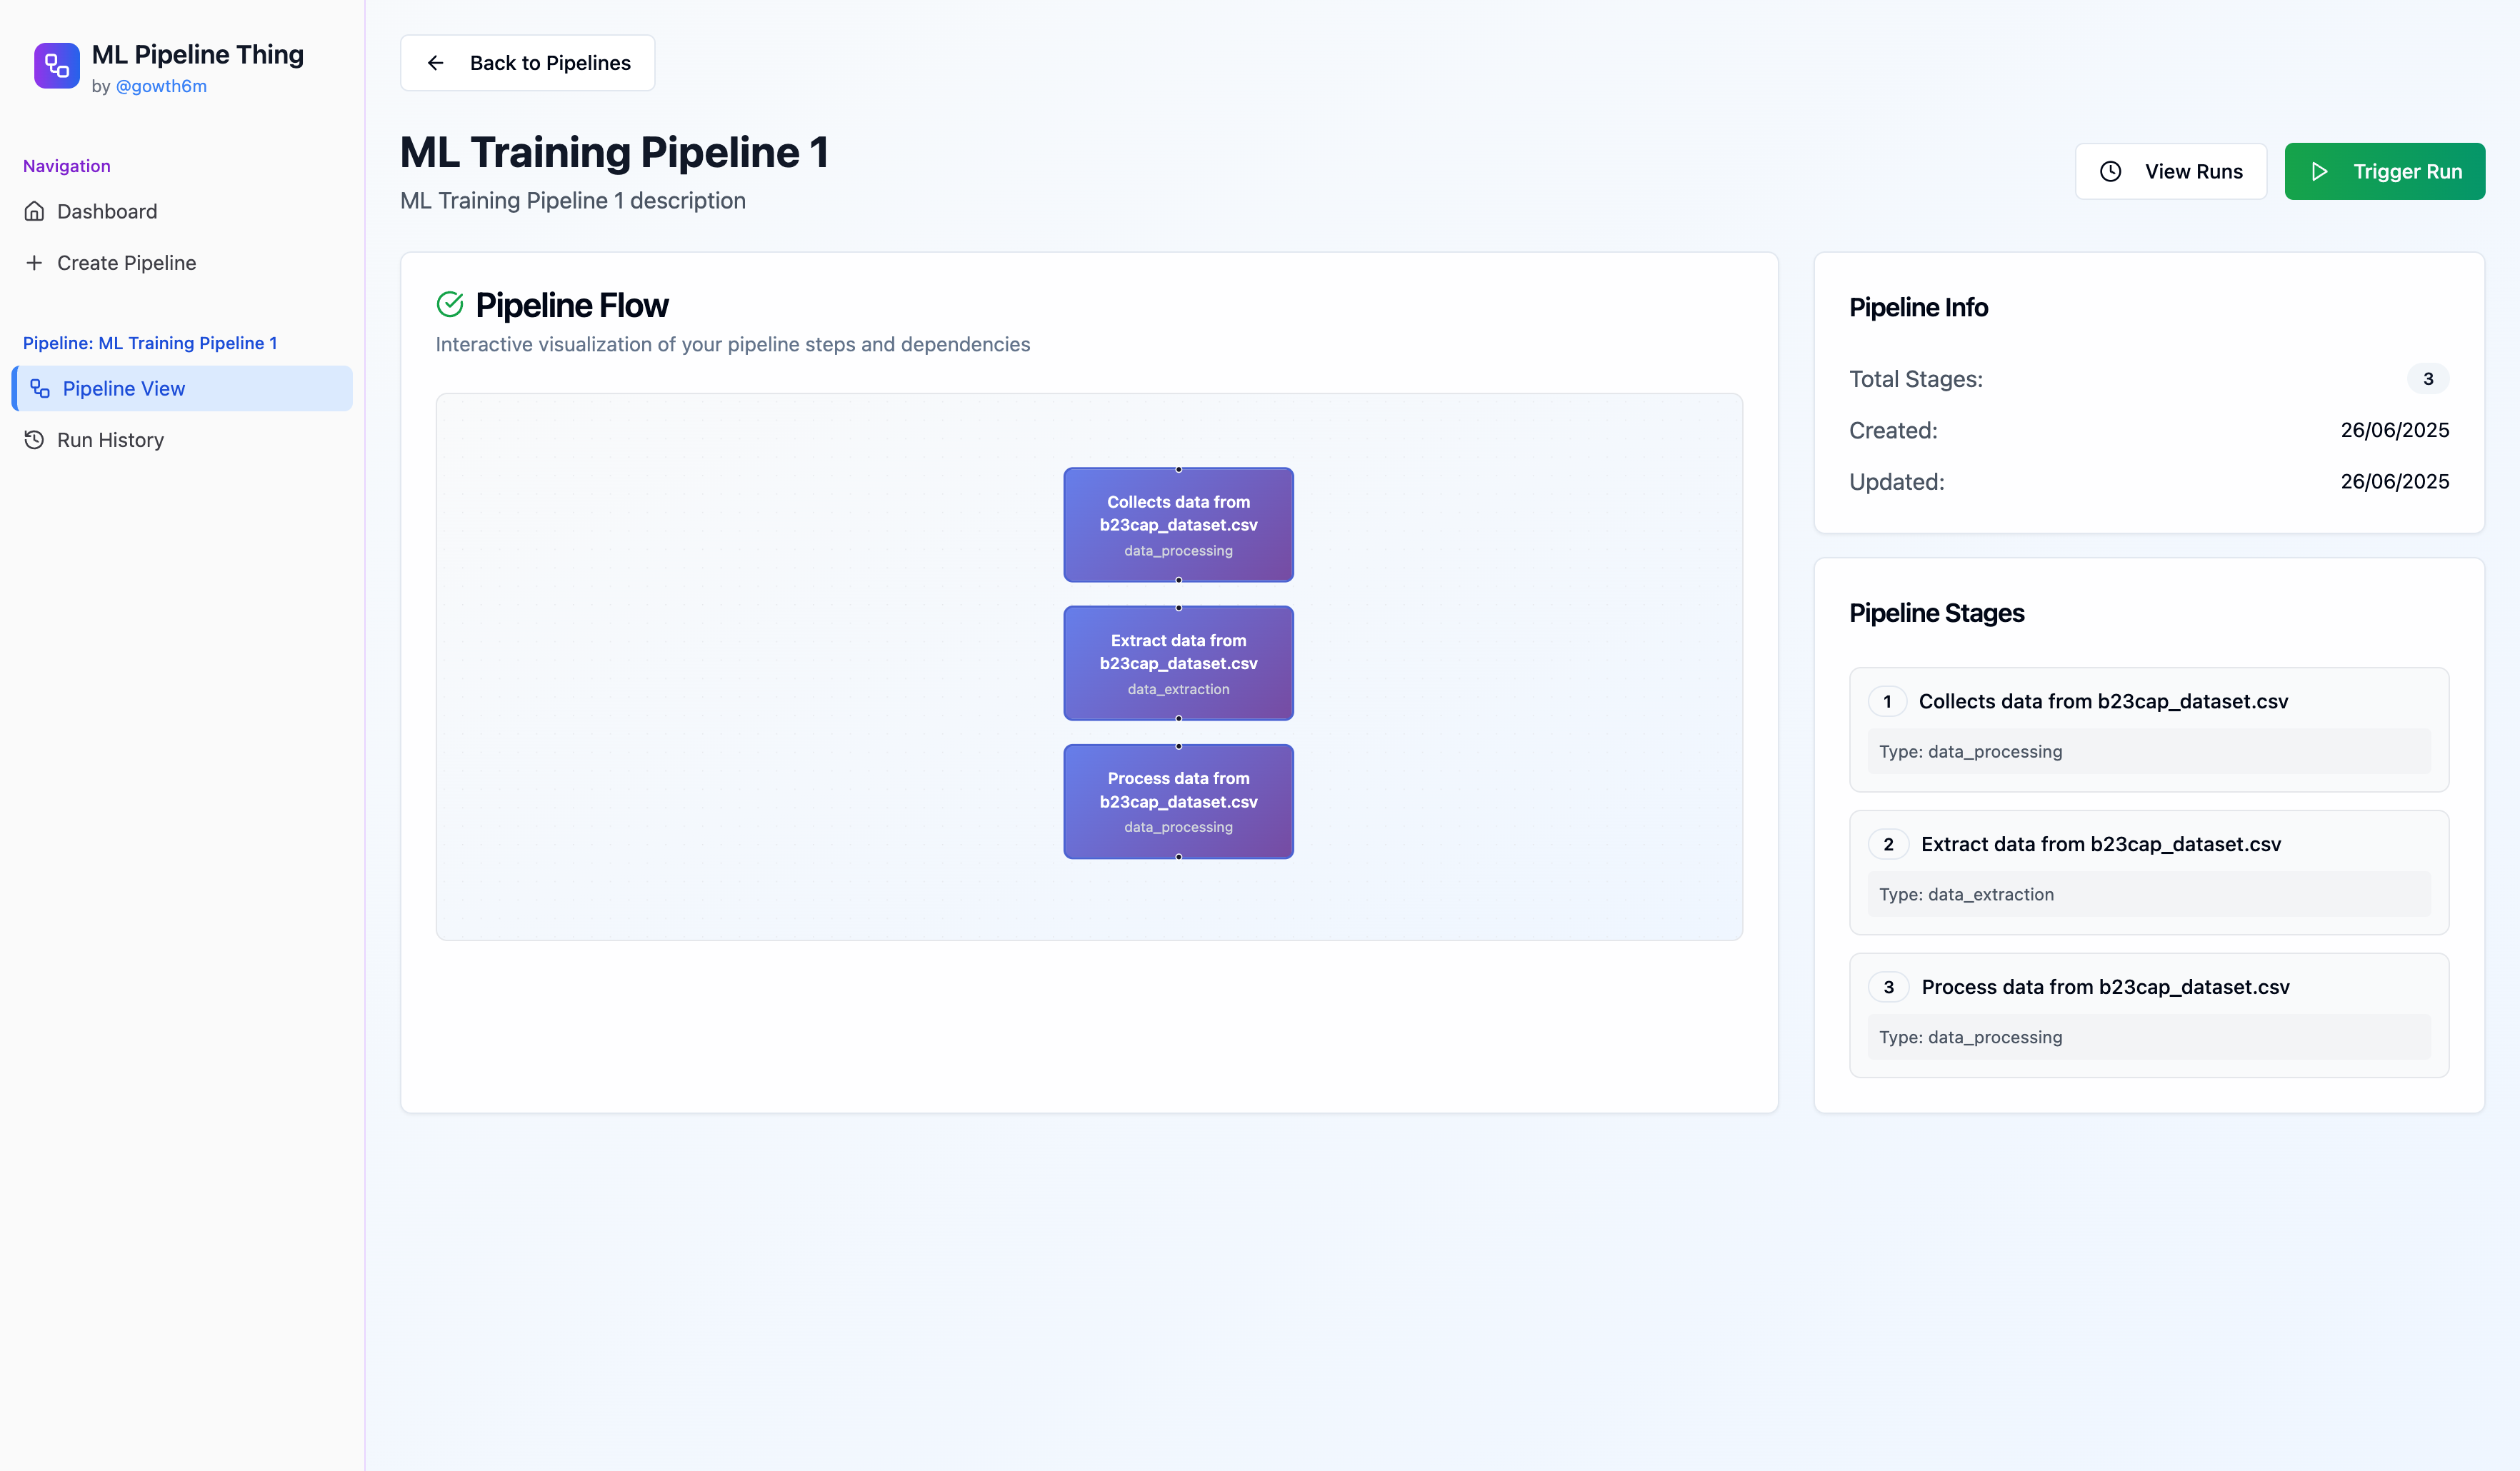 ML Pipeline Thing
by @gowth6m
Navigation
Dashboard
Create Pipeline
Pipeline: ML Training Pipeline 1
Pipeline View
Run History
Back to Pipelines
ML Training Pipeline 1
ML Training Pipeline 1 description
View Runs
Trigger Run
Pipeline Flow
Interactive visualization of your pipeline steps and dependencies
Collects data from
b23cap_dataset.csv
data_processing
Extract data from
b23cap_dataset.csv
data_extraction
Process data from
b23cap_dataset.csv
data_processing
Pipeline Info
Total Stages: 3
Created: 26/06/2025
Updated: 26/06/2025
Pipeline Stages
1 Collects data from b23cap_dataset.csv
Type: data_processing
2 Extract data from b23cap_dataset.csv
Type: data_extraction
3 Process data from b23cap_dataset.csv
Type: data_processing